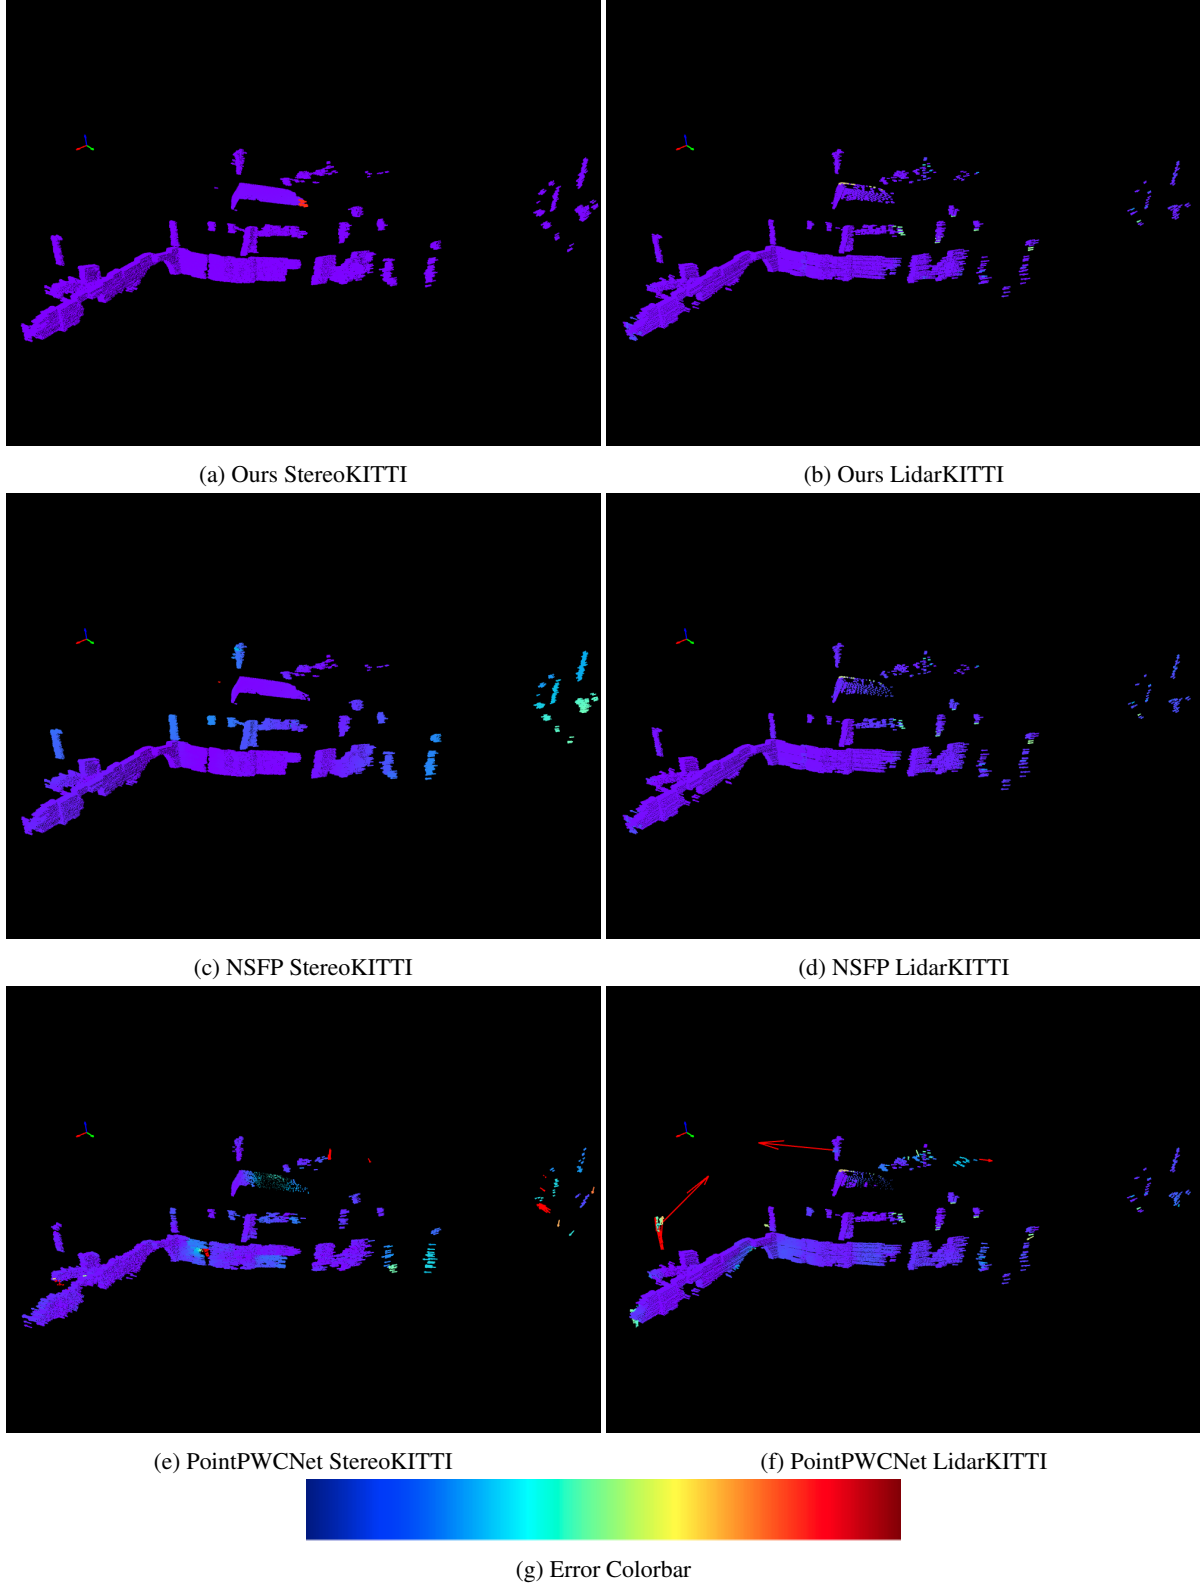 (a) Ours StereoKITTI
(b) Ours LidarKITTI
(c) NSFP StereoKITTI
(d) NSFP LidarKITTI
(e) PointPWCNet StereoKITTI
(f) PointPWCNet LidarKITTI
(g) Error Colorbar